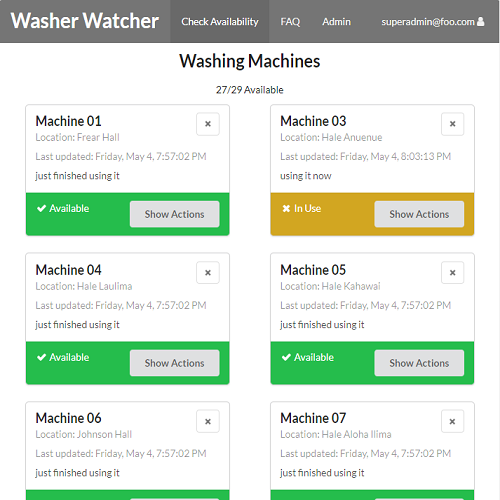 Washer Watcher Check Availability FAQ Admin superadmin@foo.com
Washing Machines
27/29 Available
Machine 01
Location: Frear Hall
Last updated: Friday, May 4, 7:57:02 PM
just finished using it
Available Show Actions
Machine 03
Location: Hale Anuenue
Last updated: Friday, May 4, 8:03:13 PM
using it now
In Use Show Actions
Machine 04
Location: Hale Laulima
Last updated: Friday, May 4, 7:57:02 PM
just finished using it
Available Show Actions
Machine 05
Location: Hale Kahawai
Last updated: Friday, May 4, 7:57:02 PM
just finished using it
Available Show Actions
Machine 06
Location: Johnson Hall
Last updated: Friday, May 4, 7:57:02 PM
just finished using it
Machine 07
Location: Hale Aloha Ilima
Last updated: Friday, May 4, 7:57:02 PM
just finished using it